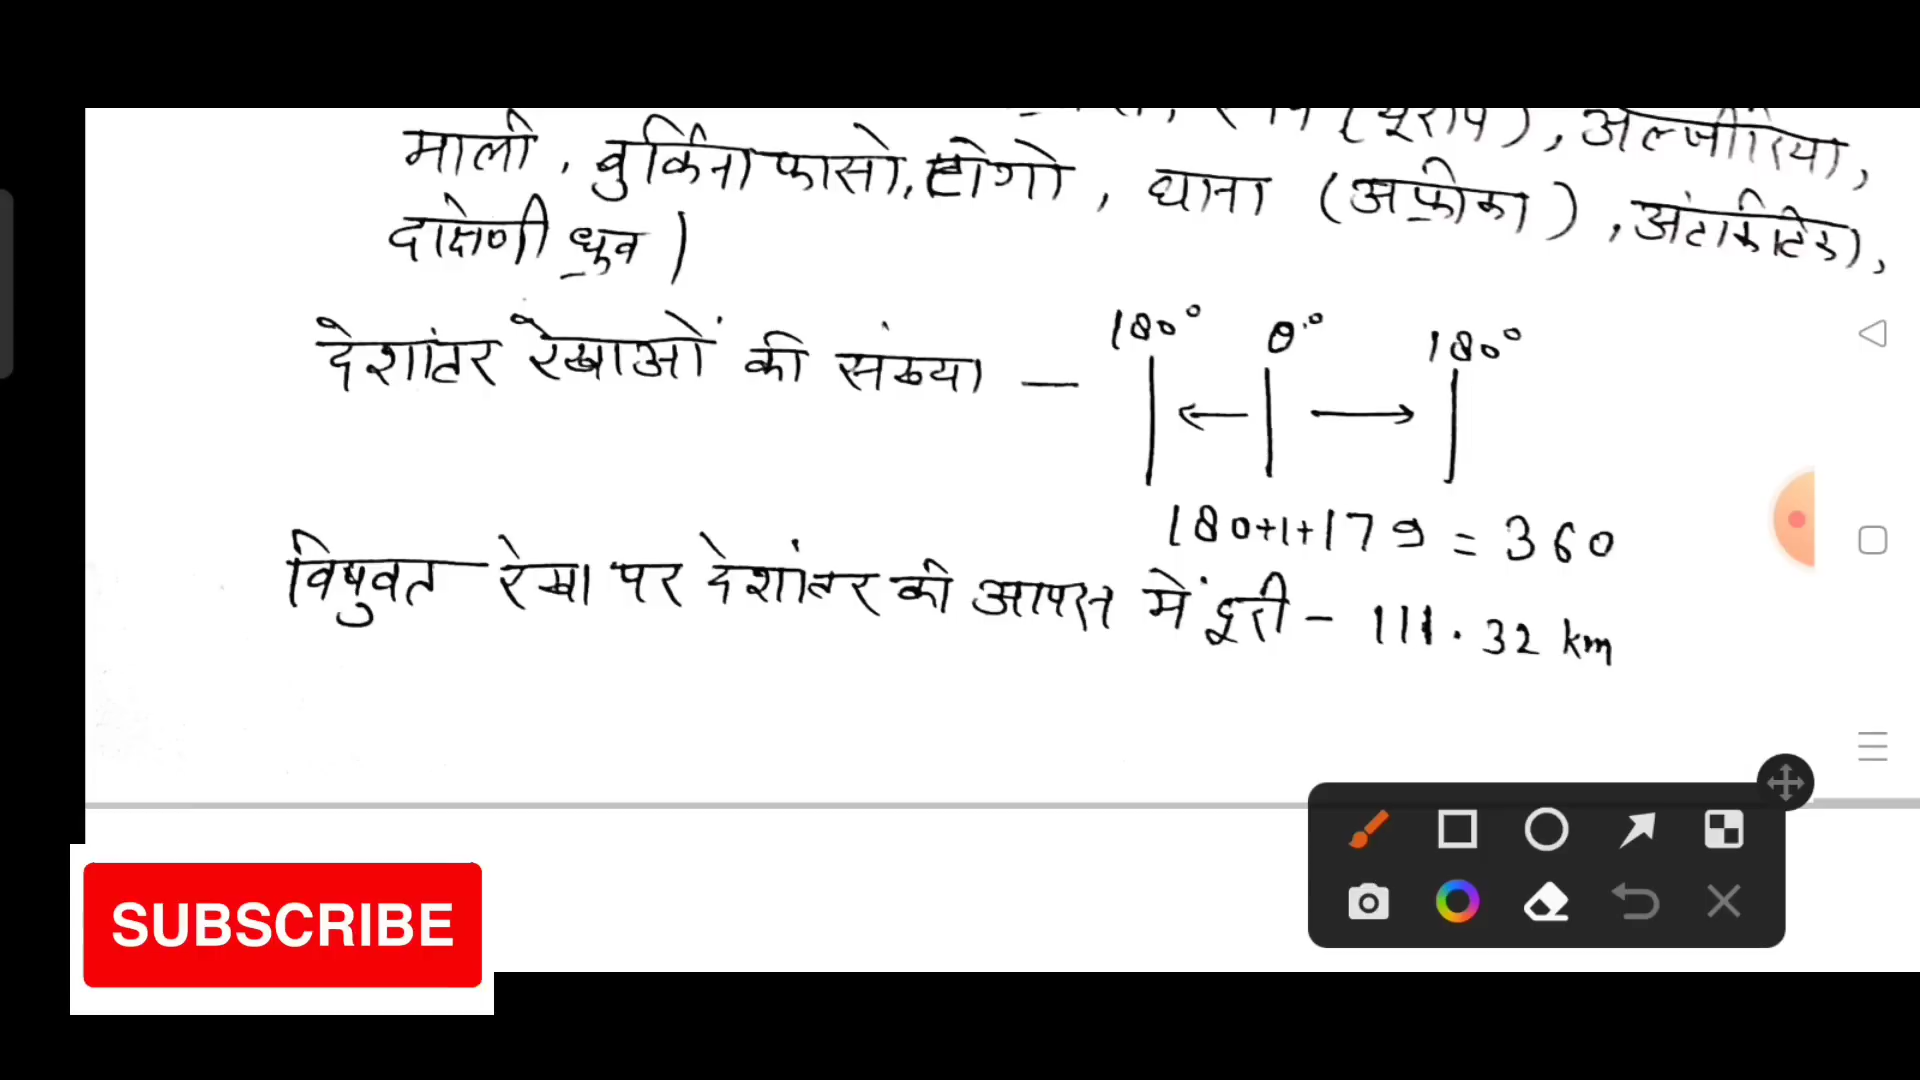 (यूरोप), अल्जीरिया,
माली, बुर्किना फासो, टोगो, घाना (अफ्रीका), अंटार्कटिका,
दक्षिणी ध्रुव।
180° 0° 180°
देशांतर रेखाओं की संख्या —
180+1+179 = 360
विषुवत रेखा पर देशांतर की आपस में दूरी - 111.32 km
SUBSCRIBE